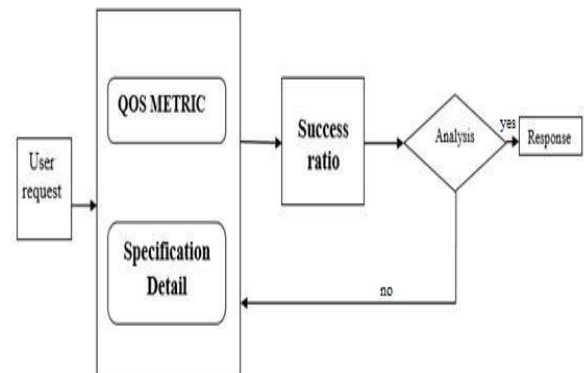 QOS METRIC
User
request
Specification
Detail
Success
ratio
Analysis
yes
Response
no